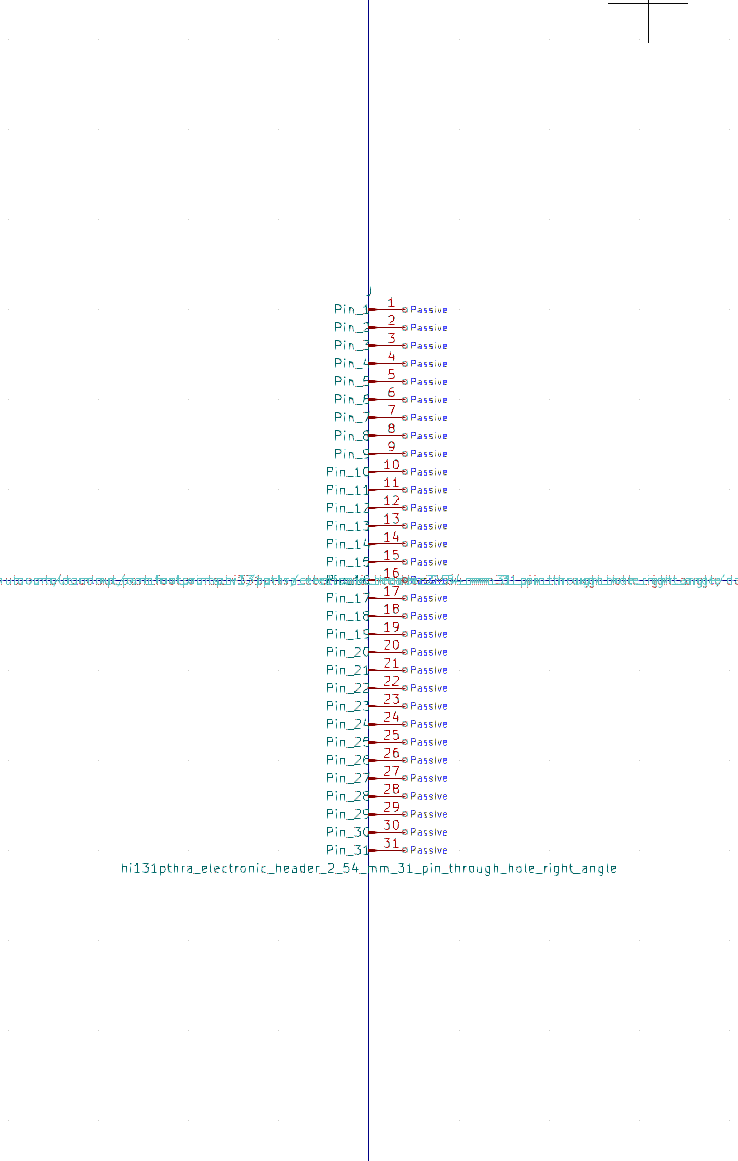 J
Pin_1 1 Passive
Pin_2 2 Passive
Pin_3 3 Passive
Pin_4 4 Passive
Pin_5 5 Passive
Pin_6 6 Passive
Pin_7 7 Passive
Pin_8 8 Passive
Pin_9 9 Passive
Pin_10 10 Passive
Pin_11 11 Passive
Pin_12 12 Passive
Pin_13 13 Passive
Pin_14 14 Passive
Pin_15 15 Passive
16
Pin_17 17 Passive
Pin_18 18 Passive
Pin_19 19 Passive
Pin_20 20 Passive
Pin_21 21 Passive
Pin_22 22 Passive
Pin_23 23 Passive
Pin_24 24 Passive
Pin_25 25 Passive
Pin_26 26 Passive
Pin_27 27 Passive
Pin_28 28 Passive
Pin_29 29 Passive
Pin_30 30 Passive
Pin_31 31 Passive
hi131pthra_electronic_header_2_54_mm_31_pin_through_hole_right_angle